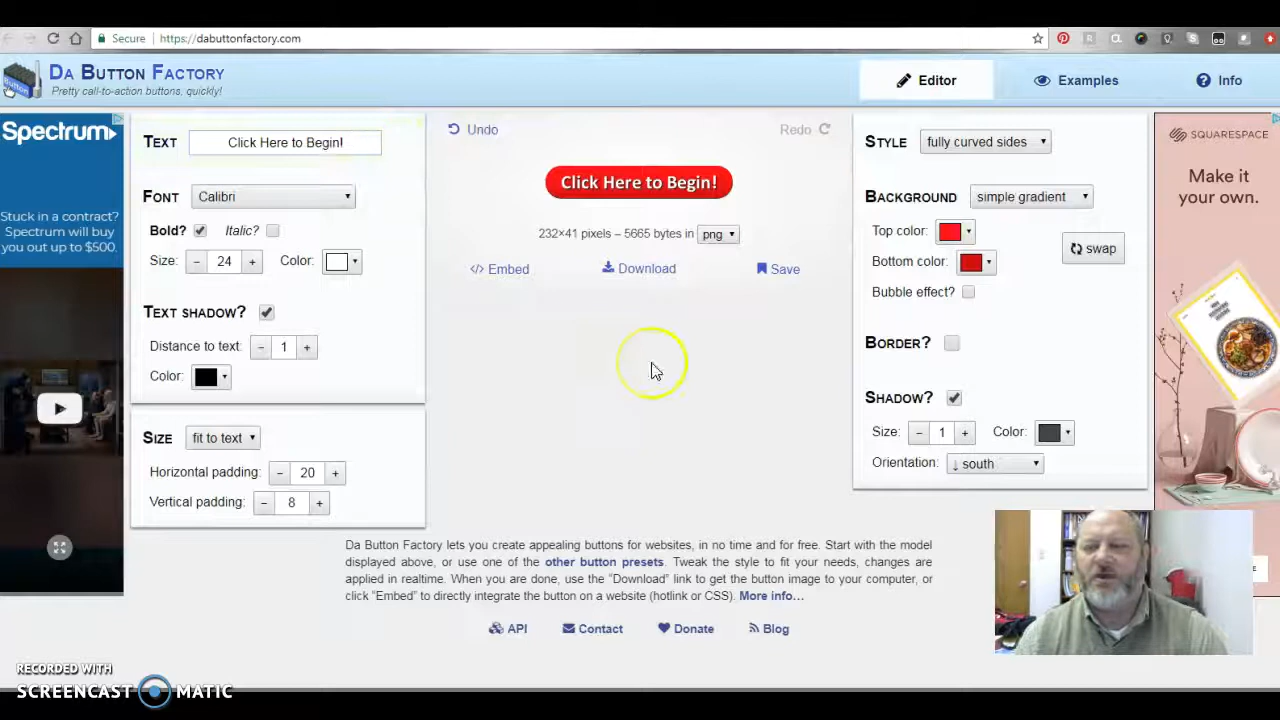 Secure
https://dabuttonfactory.com
Da Button Factory
Pretty call-to-action buttons, quickly!
Editor
Examples
Info
Spectrum
Stuck in a contract?
Spectrum will buy
you out up to $500.
Text
Click Here to Begin!
Font
Calibri
Bold?
Italic?
Size: - 24 + Color:
Text shadow?
Distance to text: - 1 +
Color:
Size fit to text
Horizontal padding: - 20 +
Vertical padding: - 8 +
Undo
Redo
Click Here to Begin!
232×41 pixels – 5665 bytes in png
</> Embed
Download
Save
Style fully curved sides
Background simple gradient
Top color:
Bottom color:
swap
Bubble effect?
Border?
Shadow?
Size: - 1 + Color:
Orientation: ↓ south
SQUARESPACE
Make it
your own.
Da Button Factory lets you create appealing buttons for websites, in no time and for free. Start with the model
displayed above, or use one of the other button presets. Tweak the style to fit your needs, changes are
applied in realtime. When you are done, use the “Download” link to get the button image to your computer, or
click “Embed” to directly integrate the button on a website (hotlink or CSS). More info…
API
Contact
Donate
Blog
RECORDED WITH
SCREENCAST MATIC